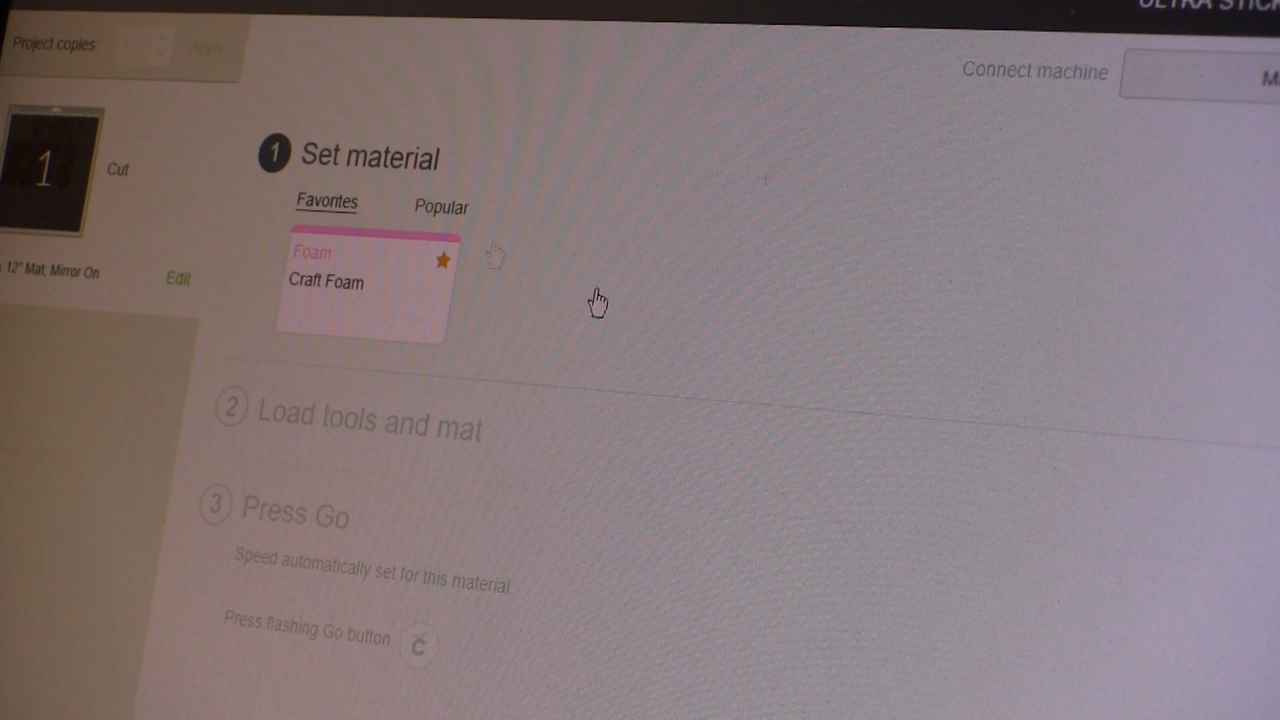 ULTRA STICK
Project copies
Apply
Connect machine
1
Cut
1 Set material
Favorites
Popular
Foam
Craft Foam
12" Mat, Mirror On
Edit
2 Load tools and mat
3 Press Go
Speed automatically set for this material
Press flashing Go button